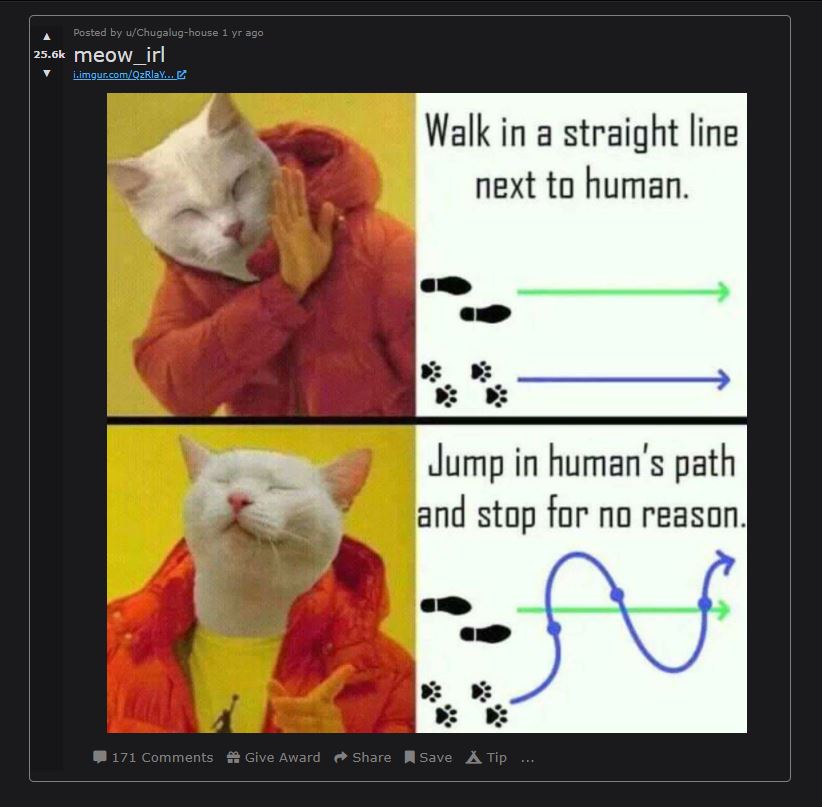 Posted by u/Chugalug-house 1 yr ago
25.6k
meow_irl
i.imgur.com/QzRlaY...
Walk in a straight line
next to human.
Jump in human's path
and stop for no reason.
171 Comments Give Award Share Save Tip ...